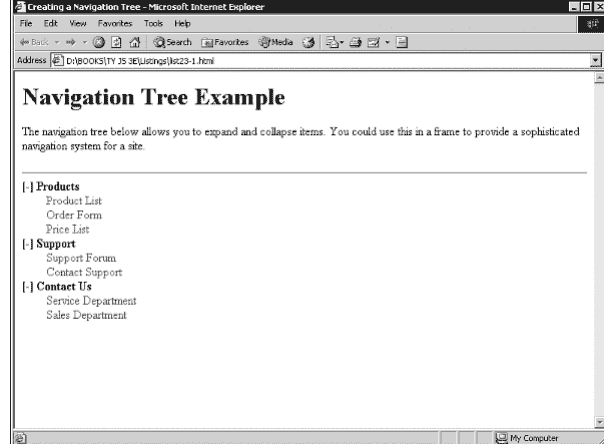 Creating a Navigation Tree - Microsoft Internet Explorer
File Edit View Favorites Tools Help
Back Search Favorites Media
Address D:\BOOKS\TY JS 3E\Listings\list23-1.html
Navigation Tree Example
The navigation tree below allows you to expand and collapse items. You could use this in a frame to provide a sophisticated
navigation system for a site.
[-] Products
Product List
Order Form
Price List
[-] Support
Support Forum
Contact Support
[-] Contact Us
Service Department
Sales Department
My Computer